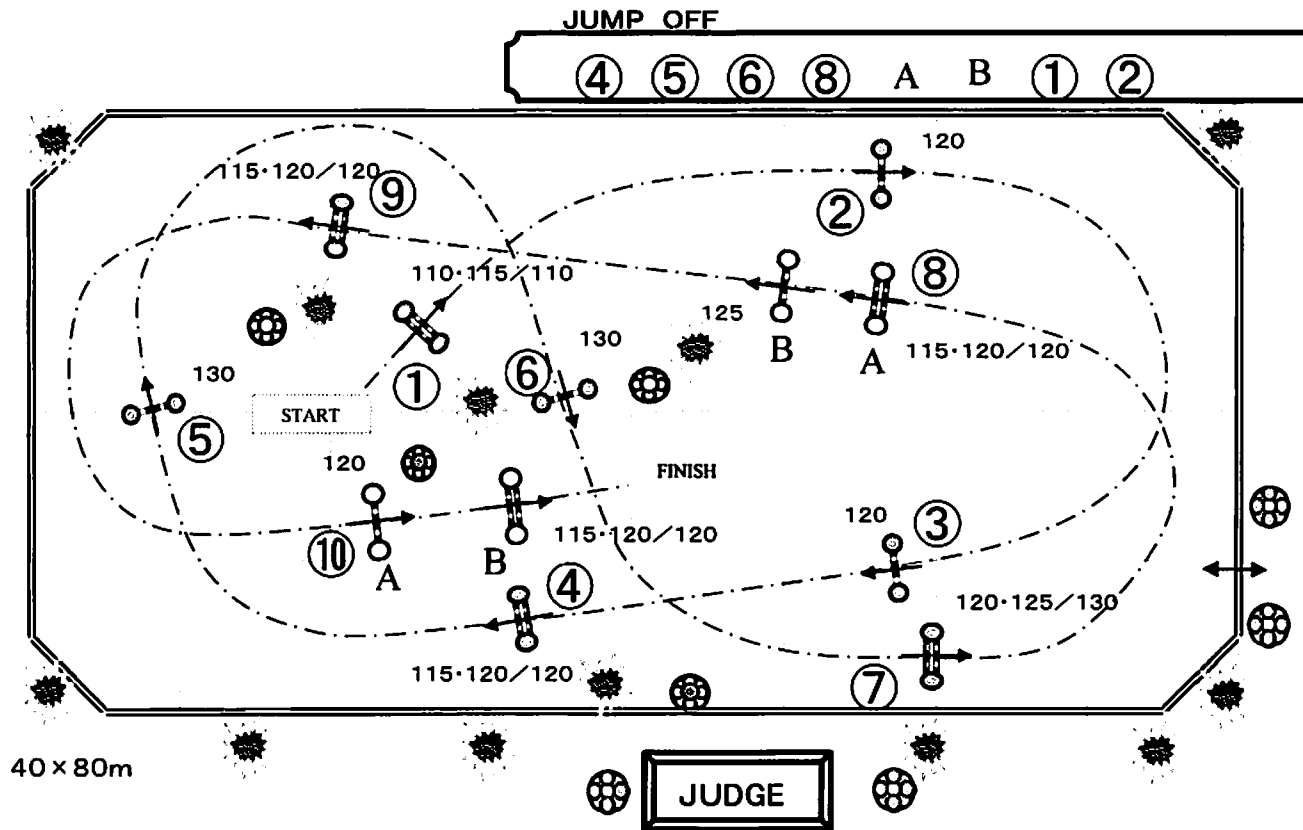 JUMP OFF
④ ⑤ ⑥ ⑧ A B ① ②
120
115・120/120 ⑨
②
110・115/110
⑧
125
130
B A
115・120/120
130
① ⑥
START
⑤
120
FINISH
120 ③
⑩ A B
115・120/120
④
120・125/130
115・120/120
⑦
40×80m
JUDGE